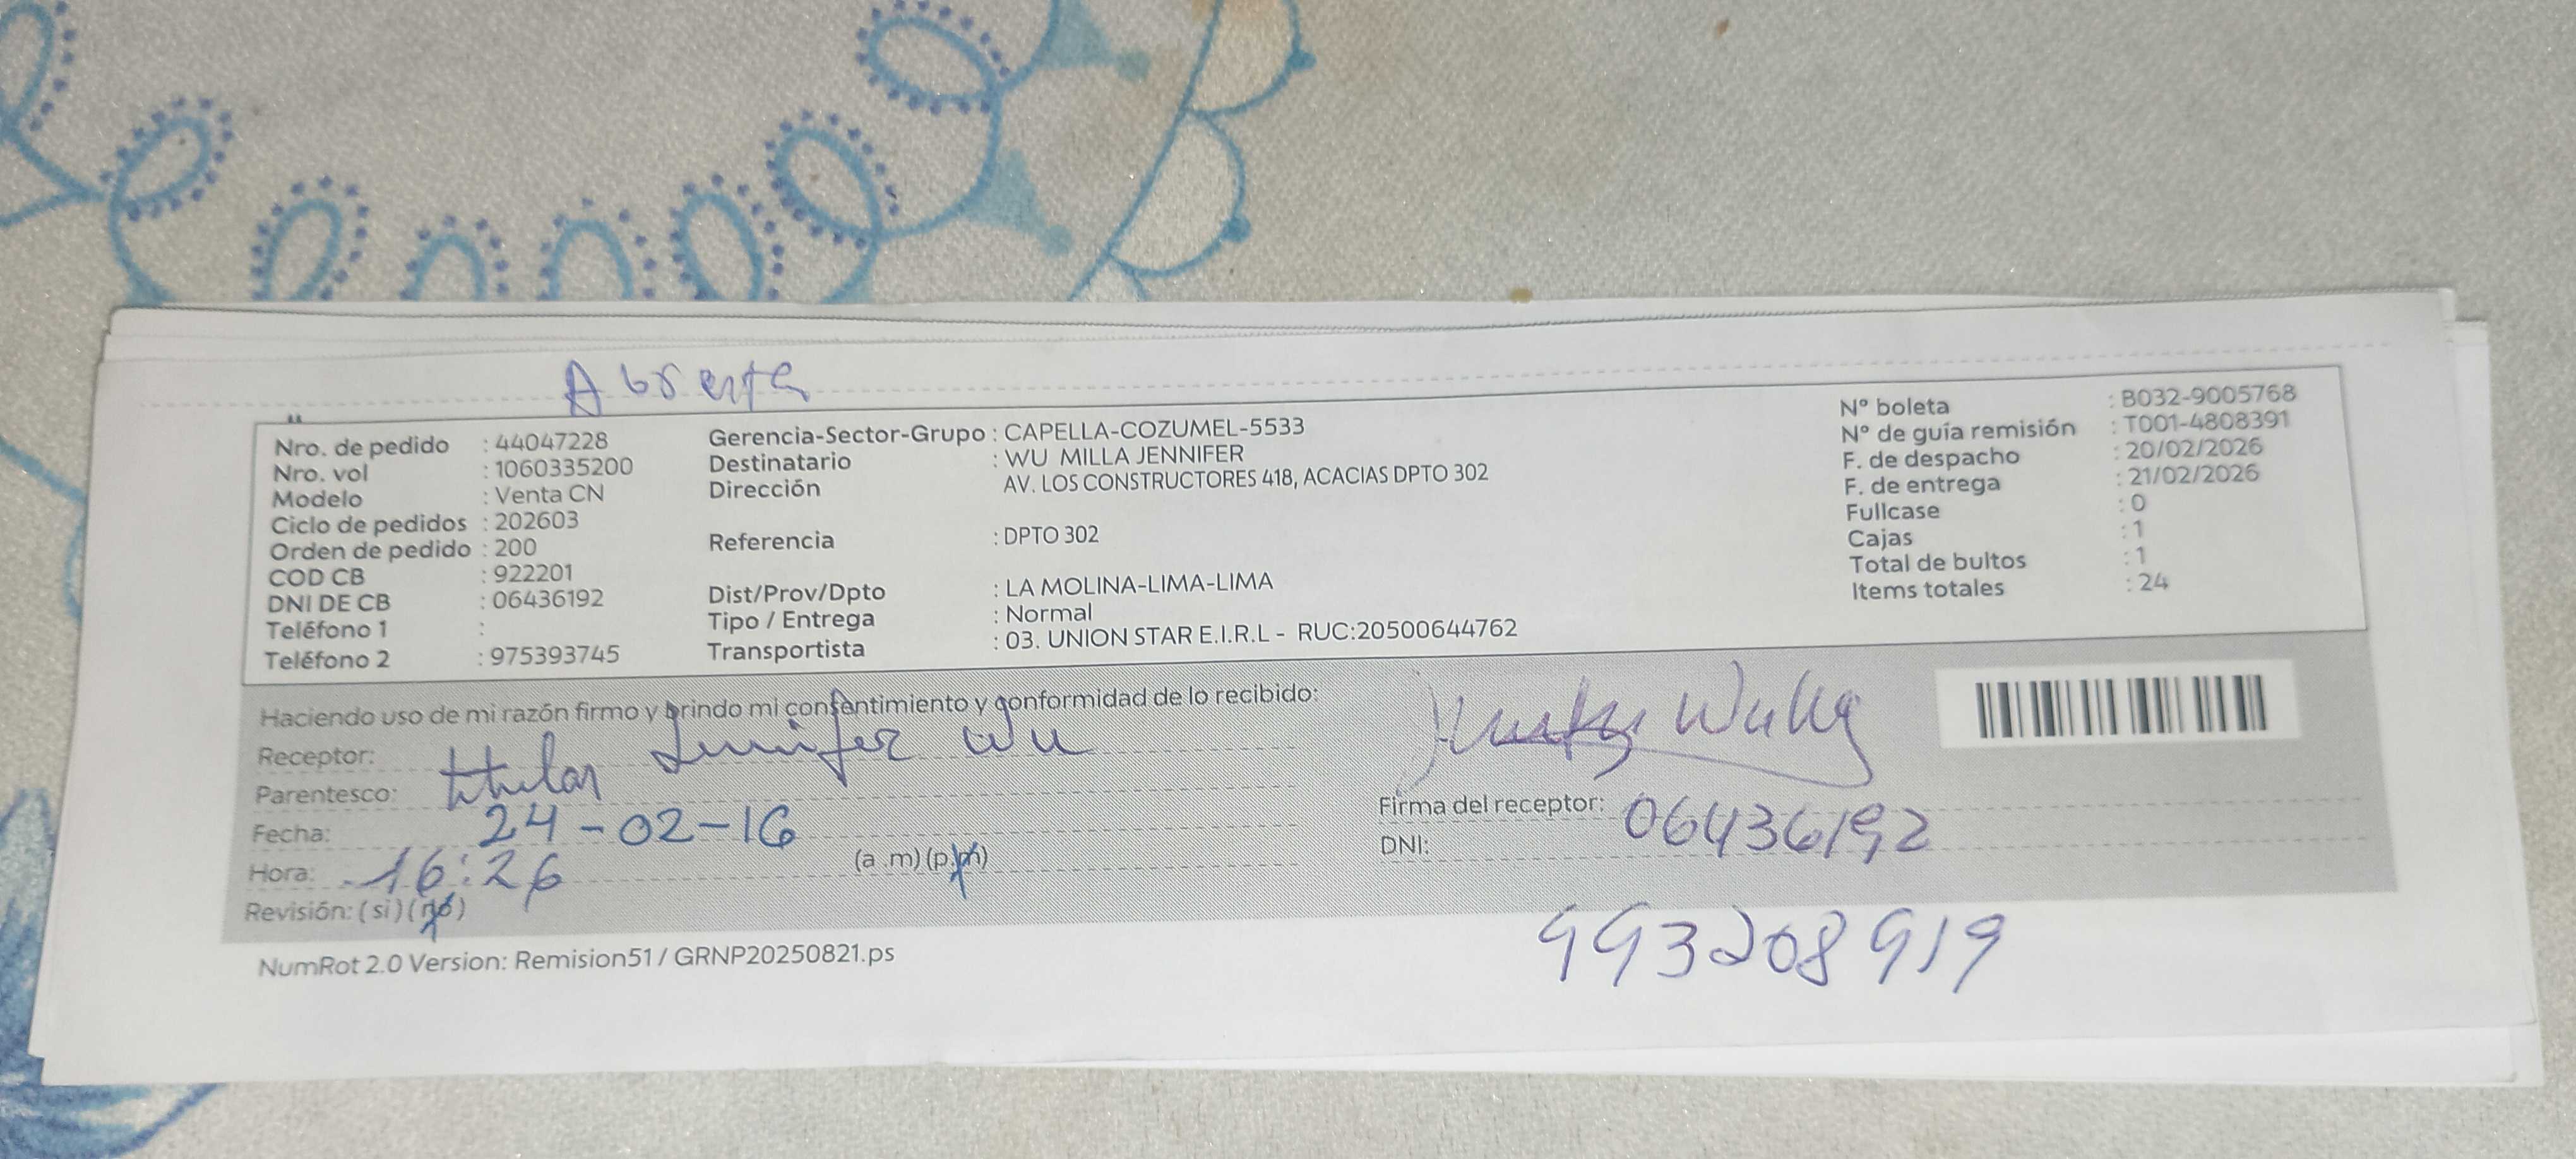 Abierta
Nro. de pedido : 44047228
Nro. vol : 1060335200
Modelo : Venta CN
Ciclo de pedidos : 202603
Orden de pedido : 200
COD CB : 922201
DNI DE CB : 06436192
Teléfono 1 :
Teléfono 2 : 975393745
Gerencia-Sector-Grupo : CAPELLA-COZUMEL-5533
Destinatario : WU MILLA JENNIFER
Dirección AV. LOS CONSTRUCTORES 418, ACACIAS DPTO 302
Referencia : DPTO 302
Dist/Prov/Dpto : LA MOLINA-LIMA-LIMA
Tipo / Entrega : Normal
Transportista : 03. UNION STAR E.I.R.L - RUC:20500644762
Nº boleta : B032-9005768
Nº de guía remisión : T001-4808391
F. de despacho : 20/02/2026
F. de entrega : 21/02/2026
Fullcase : 0
Cajas : 1
Total de bultos : 1
Items totales : 24
Haciendo uso de mi razón firmo y brindo mi consentimiento y conformidad de lo recibido:
Receptor: Jennifer Wu
Parentesco: titular
Fecha: 24-02-16
Hora: 16:26 (a .m) (p.m)
Revisión: (si) (no)
Firma del receptor:
DNI: 06436192
993208919
NumRot 2.0 Version: Remision51 / GRNP20250821.ps